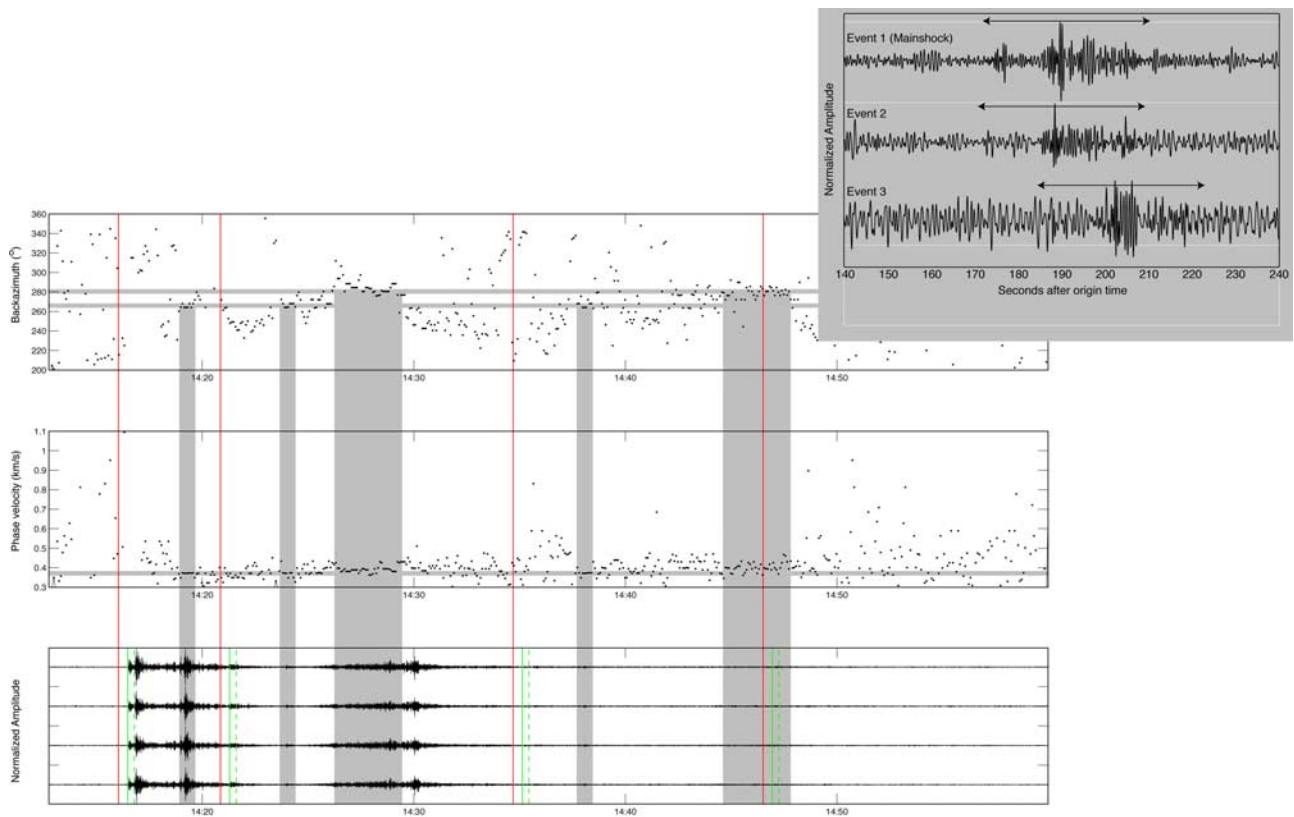 Event 1 (Mainshock)
Event 2
Event 3
Normalized Amplitude
140 150 160 170 180 190 200 210 220 230 240
Seconds after origin time
360
340
320
300
280
260
240
220
200
Backazimuth (°)
14:20 14:30 14:40 14:50
1.1
1
0.9
0.8
0.7
0.6
0.5
0.4
0.3
Phase velocity (km/s)
14:20 14:30 14:40 14:50
Normalized Amplitude
14:20 14:30 14:40 14:50